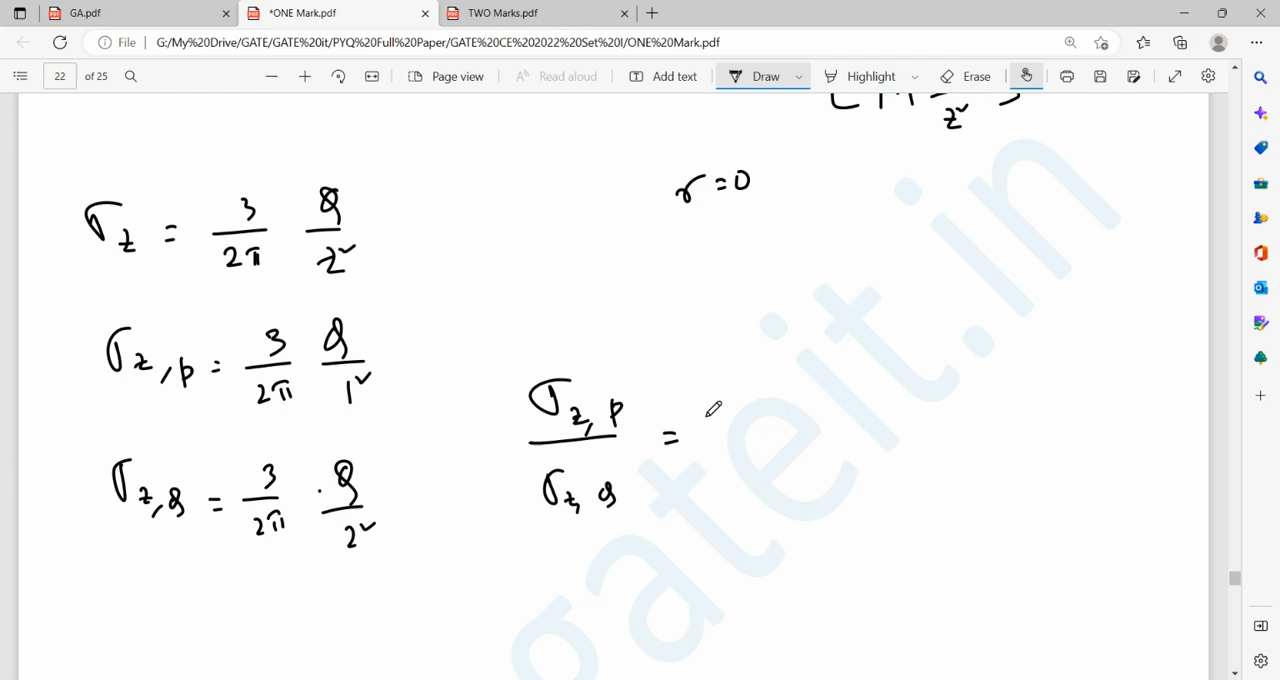 GA.pdf
*ONE Mark.pdf
TWO Marks.pdf
File G:/My%20Drive/GATE/GATE%20it/PYQ%20Full%20Paper/GATE%20CE%202022%20Set%20I/ONE%20Mark.pdf
22 of 25 Page view Read aloud Add text Draw Highlight Erase
z²
r = 0
σz = 3/2π Q/z²
σz,p = 3/2π Q/1²
σz,p/σz,Q =
σz,Q = 3/2π . Q/2²
gateit.in